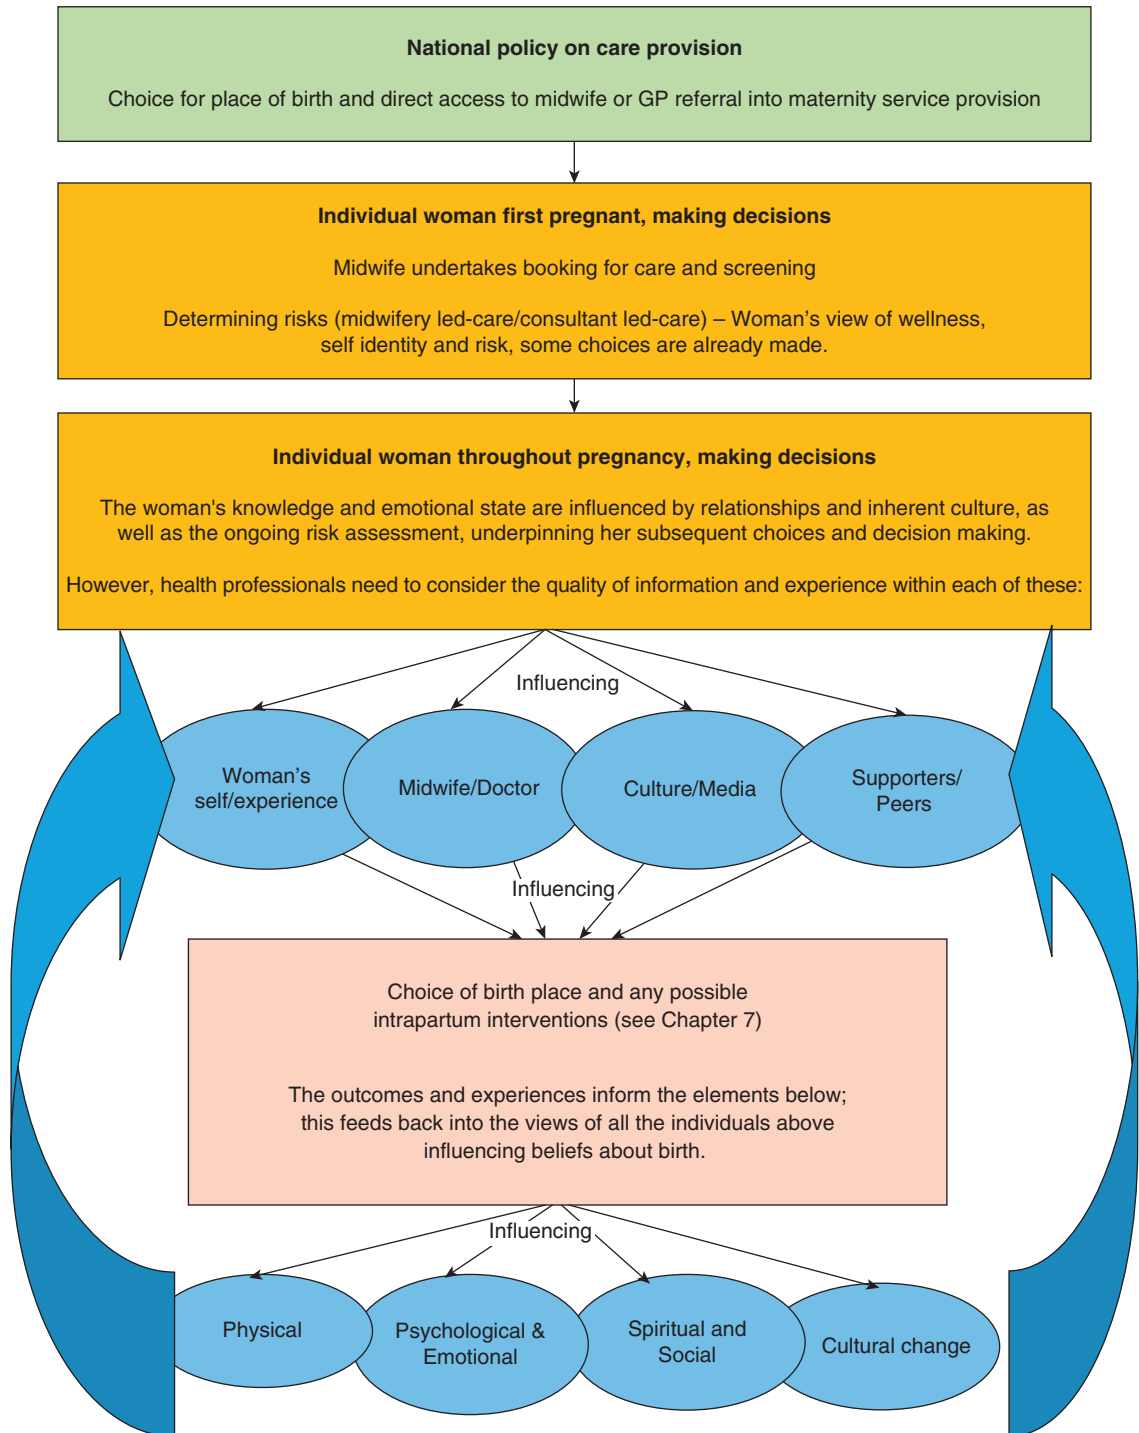 National policy on care provision
Choice for place of birth and direct access to midwife or GP referral into maternity service provision
Individual woman first pregnant, making decisions
Midwife undertakes booking for care and screening
Determining risks (midwifery led-care/consultant led-care) – Woman's view of wellness,
self identity and risk, some choices are already made.
Individual woman throughout pregnancy, making decisions
The woman's knowledge and emotional state are influenced by relationships and inherent culture, as
well as the ongoing risk assessment, underpinning her subsequent choices and decision making.
However, health professionals need to consider the quality of information and experience within each of these:
Influencing
Woman's
self/experience
Midwife/Doctor
Culture/Media
Supporters/
Peers
Influencing
Choice of birth place and any possible
intrapartum interventions (see Chapter 7)
The outcomes and experiences inform the elements below;
this feeds back into the views of all the individuals above
influencing beliefs about birth.
Influencing
Physical
Psychological &
Emotional
Spiritual and
Social
Cultural change